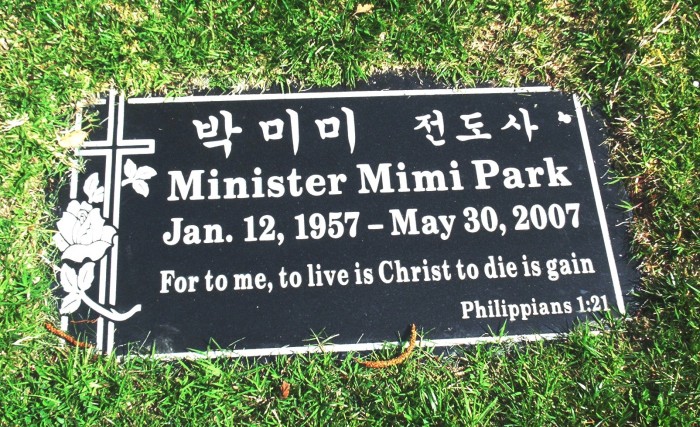 박미미 전도사
Minister Mimi Park
Jan. 12, 1957 – May 30, 2007
For to me, to live is Christ to die is gain
Philippians 1:21